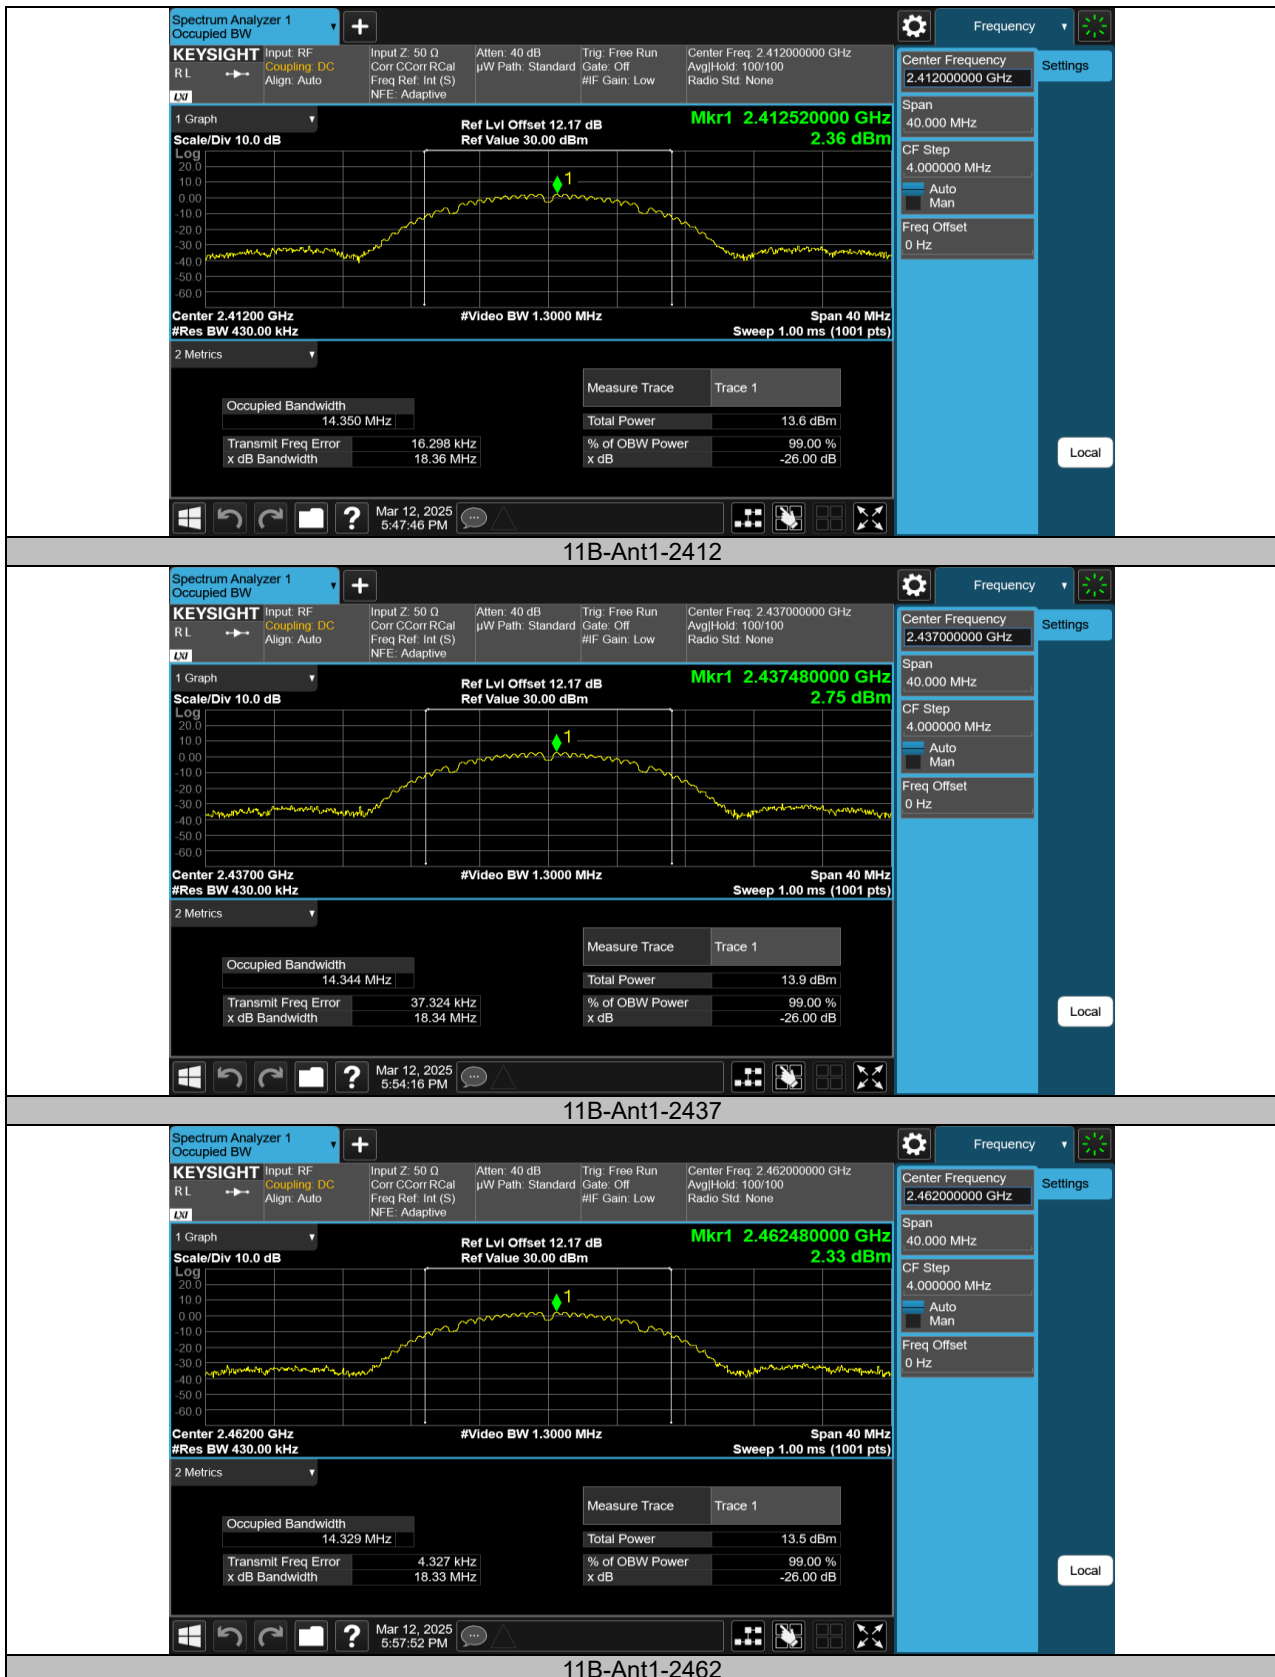 Spectrum Analyzer 1
Occupied BW
+
Frequency
KEYSIGHT
R L
LXI
Input: RF
Coupling: DC
Align: Auto
Input Z: 50 Ω
Corr CCorr RCal
Freq Ref: Int (S)
NFE: Adaptive
Atten: 40 dB
µW Path: Standard
Trig: Free Run
Gate: Off
#IF Gain: Low
Center Freq: 2.412000000 GHz
Avg|Hold: 100/100
Radio Std: None
Center Frequency
2.412000000 GHz
Settings
Span
40.000 MHz
CF Step
4.000000 MHz
Auto
Man
Freq Offset
0 Hz
Local
1 Graph
Scale/Div 10.0 dB
Ref Lvl Offset 12.17 dB
Ref Value 30.00 dBm
Mkr1 2.412520000 GHz
2.36 dBm
Log
20.0
10.0
0.00
-10.0
-20.0
-30.0
-40.0
-50.0
-60.0
1
Center 2.41200 GHz
#Video BW 1.3000 MHz
Span 40 MHz
#Res BW 430.00 kHz
Sweep 1.00 ms (1001 pts)
2 Metrics
Measure Trace Trace 1
Occupied Bandwidth
14.350 MHz
Total Power 13.6 dBm
Transmit Freq Error 16.298 kHz
% of OBW Power 99.00 %
x dB Bandwidth 18.36 MHz
x dB -26.00 dB
?
Mar 12, 2025
5:47:46 PM
11B-Ant1-2412
Spectrum Analyzer 1
Occupied BW
+
Frequency
KEYSIGHT
R L
LXI
Input: RF
Coupling: DC
Align: Auto
Input Z: 50 Ω
Corr CCorr RCal
Freq Ref: Int (S)
NFE: Adaptive
Atten: 40 dB
µW Path: Standard
Trig: Free Run
Gate: Off
#IF Gain: Low
Center Freq: 2.437000000 GHz
Avg|Hold: 100/100
Radio Std: None
Center Frequency
2.437000000 GHz
Settings
Span
40.000 MHz
CF Step
4.000000 MHz
Auto
Man
Freq Offset
0 Hz
Local
1 Graph
Scale/Div 10.0 dB
Ref Lvl Offset 12.17 dB
Ref Value 30.00 dBm
Mkr1 2.437480000 GHz
2.75 dBm
Log
20.0
10.0
0.00
-10.0
-20.0
-30.0
-40.0
-50.0
-60.0
1
Center 2.43700 GHz
#Video BW 1.3000 MHz
Span 40 MHz
#Res BW 430.00 kHz
Sweep 1.00 ms (1001 pts)
2 Metrics
Measure Trace Trace 1
Occupied Bandwidth
14.344 MHz
Total Power 13.9 dBm
Transmit Freq Error 37.324 kHz
% of OBW Power 99.00 %
x dB Bandwidth 18.34 MHz
x dB -26.00 dB
?
Mar 12, 2025
5:54:16 PM
11B-Ant1-2437
Spectrum Analyzer 1
Occupied BW
+
Frequency
KEYSIGHT
R L
LXI
Input: RF
Coupling: DC
Align: Auto
Input Z: 50 Ω
Corr CCorr RCal
Freq Ref: Int (S)
NFE: Adaptive
Atten: 40 dB
µW Path: Standard
Trig: Free Run
Gate: Off
#IF Gain: Low
Center Freq: 2.462000000 GHz
Avg|Hold: 100/100
Radio Std: None
Center Frequency
2.462000000 GHz
Settings
Span
40.000 MHz
CF Step
4.000000 MHz
Auto
Man
Freq Offset
0 Hz
Local
1 Graph
Scale/Div 10.0 dB
Ref Lvl Offset 12.17 dB
Ref Value 30.00 dBm
Mkr1 2.462480000 GHz
2.33 dBm
Log
20.0
10.0
0.00
-10.0
-20.0
-30.0
-40.0
-50.0
-60.0
1
Center 2.46200 GHz
#Video BW 1.3000 MHz
Span 40 MHz
#Res BW 430.00 kHz
Sweep 1.00 ms (1001 pts)
2 Metrics
Measure Trace Trace 1
Occupied Bandwidth
14.329 MHz
Total Power 13.5 dBm
Transmit Freq Error 4.327 kHz
% of OBW Power 99.00 %
x dB Bandwidth 18.33 MHz
x dB -26.00 dB
?
Mar 12, 2025
5:57:52 PM
11B-Ant1-2462